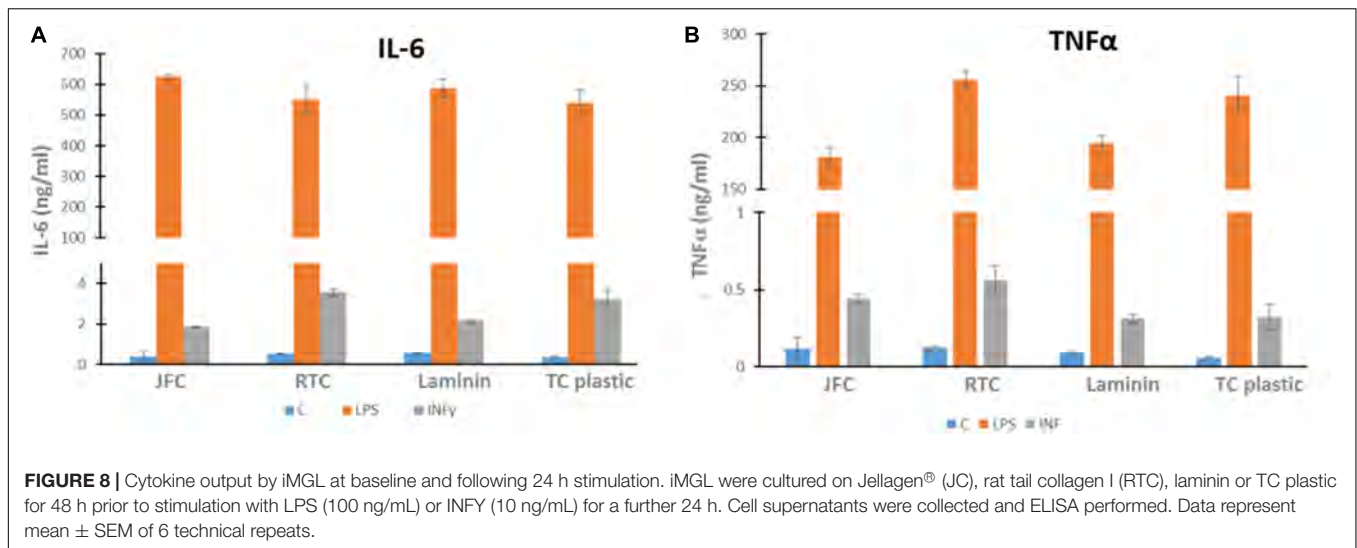 A
IL-6
IL-6 (ng/ml)
700
600
500
400
300
200
100
4
2
0
JFC RTC Laminin TC plastic
C LPS INFγ
B
TNFα
TNFα (ng/ml)
300
250
200
150
1
0.5
0
JFC RTC Laminin TC plastic
C LPS INF
FIGURE 8 | Cytokine output by iMGL at baseline and following 24 h stimulation. iMGL were cultured on Jellagen® (JC), rat tail collagen I (RTC), laminin or TC plastic
for 48 h prior to stimulation with LPS (100 ng/mL) or INFY (10 ng/mL) for a further 24 h. Cell supernatants were collected and ELISA performed. Data represent
mean ± SEM of 6 technical repeats.